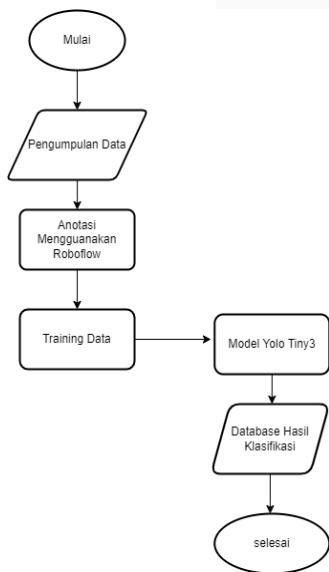 Mulai
Pengumpulan Data
Anotasi
Mengguanakan
Roboflow
Training Data
Model Yolo Tiny3
Database Hasil
Klasifikasi
selesai